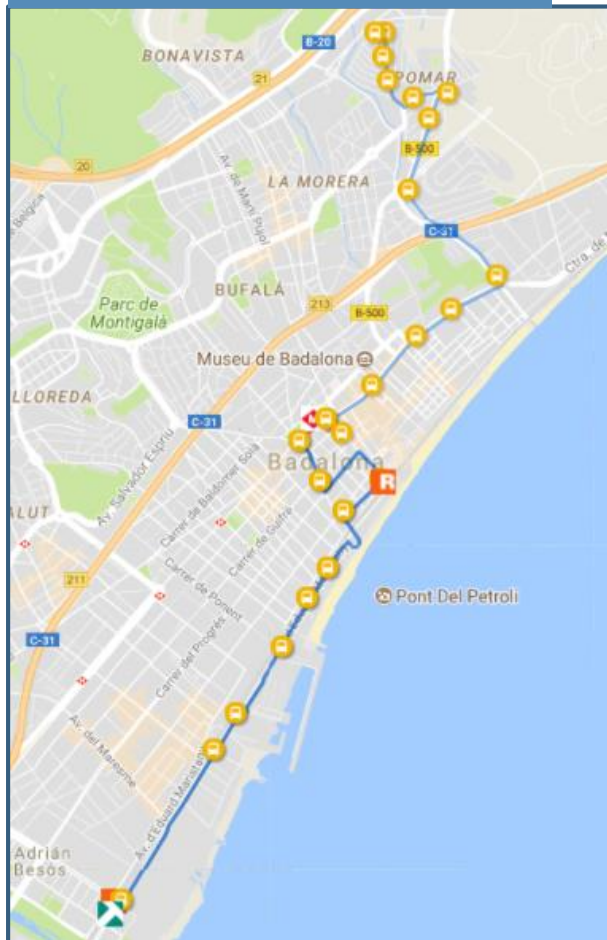 BONAVISTA
B-20
POMAR
21
B-500
20
Av. de Martí Pujol
LA MORERA
C-31
Ctra. de
BUFALÀ
213
Parc de
Montigalà
B-500
Museu de Badalona
LLOREDA
M
C-31
Av. Salvador Espriu
Carrer de Baldomer Solà
Badalona
R
ALUT
Carrer de Guifré
211
Carrer de Ponent
Pont Del Petroli
C-31
Carrer del Progrés
Av. del Maresme
Av. d'Eduard Maristany
Adrián
Besòs